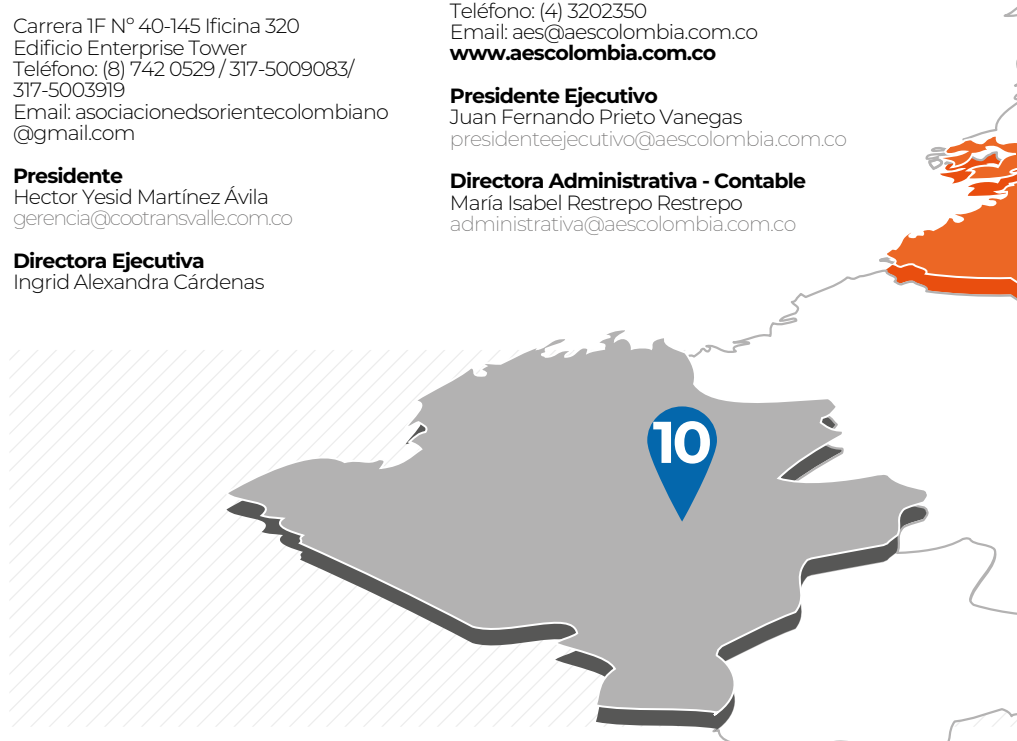 Carrera 1F Nº 40-145 Ificina 320
Edificio Enterprise Tower
Teléfono: (8) 742 0529 / 317-5009083/
317-5003919
Email: asociacionedsorientecolombiano
@gmail.com
Presidente
Hector Yesid Martínez Ávila
gerencia@cootransvalle.com.co
Directora Ejecutiva
Ingrid Alexandra Cárdenas
Teléfono: (4) 3202350
Email: aes@aescolombia.com.co
www.aescolombia.com.co
Presidente Ejecutivo
Juan Fernando Prieto Vanegas
presidenteejecutivo@aescolombia.com.co
Directora Administrativa - Contable
María Isabel Restrepo Restrepo
administrativa@aescolombia.com.co
10